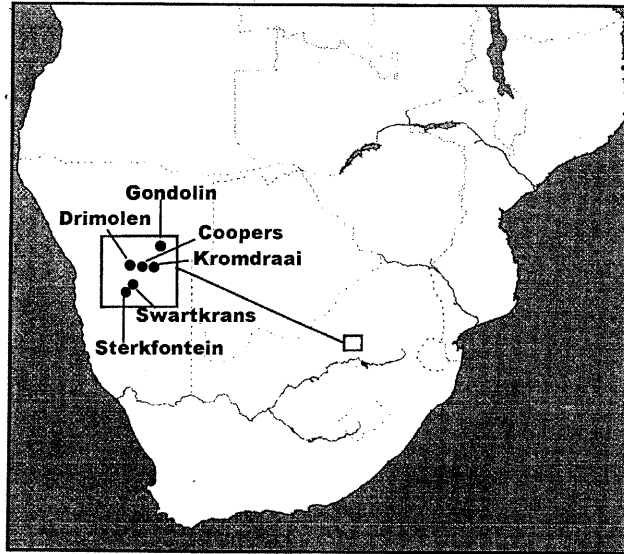 Gondolin
Drimolen
Coopers
Kromdraai
Swartkrans
Sterkfontein